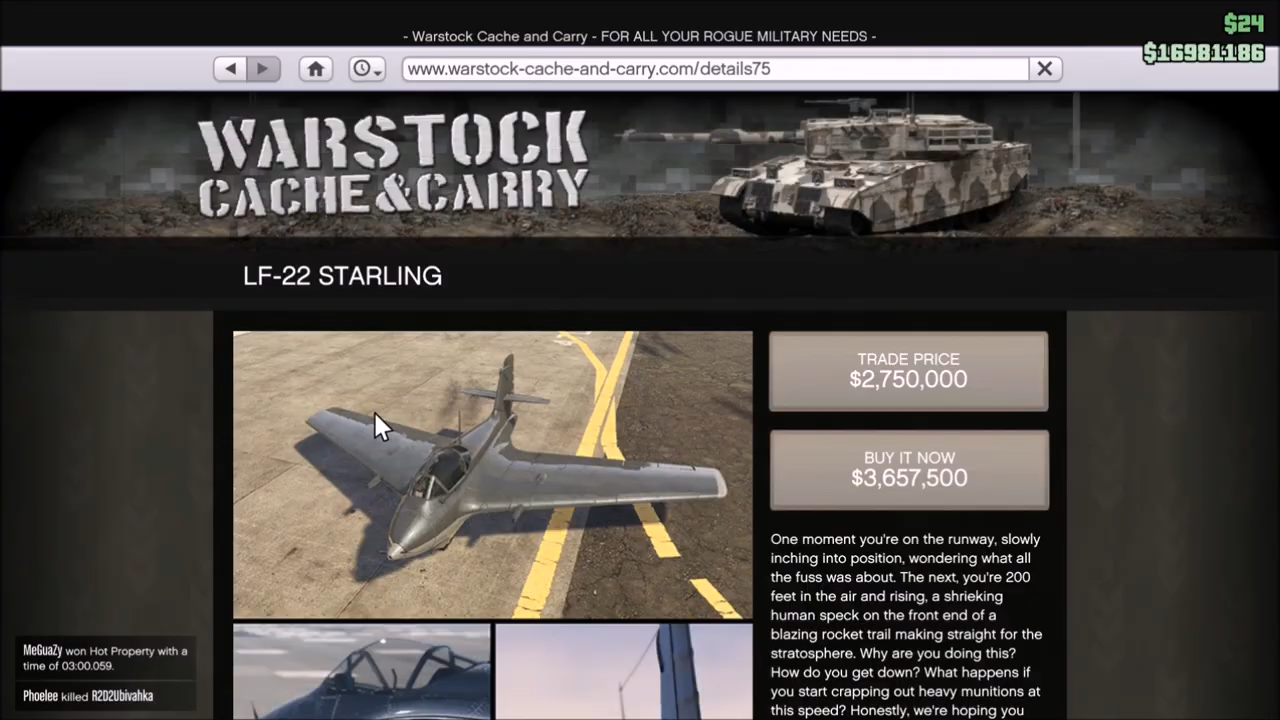 $24
- Warstock Cache and Carry - FOR ALL YOUR ROGUE MILITARY NEEDS -
$16981186
www.warstock-cache-and-carry.com/details75
WARSTOCK
CACHE & CARRY
LF-22 STARLING
TRADE PRICE
$2,750,000
BUY IT NOW
$3,657,500
One moment you're on the runway, slowly
inching into position, wondering what all
the fuss was about. The next, you're 200
feet in the air and rising, a shrieking
human speck on the front end of a
blazing rocket trail making straight for the
stratosphere. Why are you doing this?
How do you get down? What happens if
you start crapping out heavy munitions at
this speed? Honestly, we're hoping you
MeGuaZy won Hot Property with a
time of 03:00.059.
Phoelee killed R2D2Ubivahka